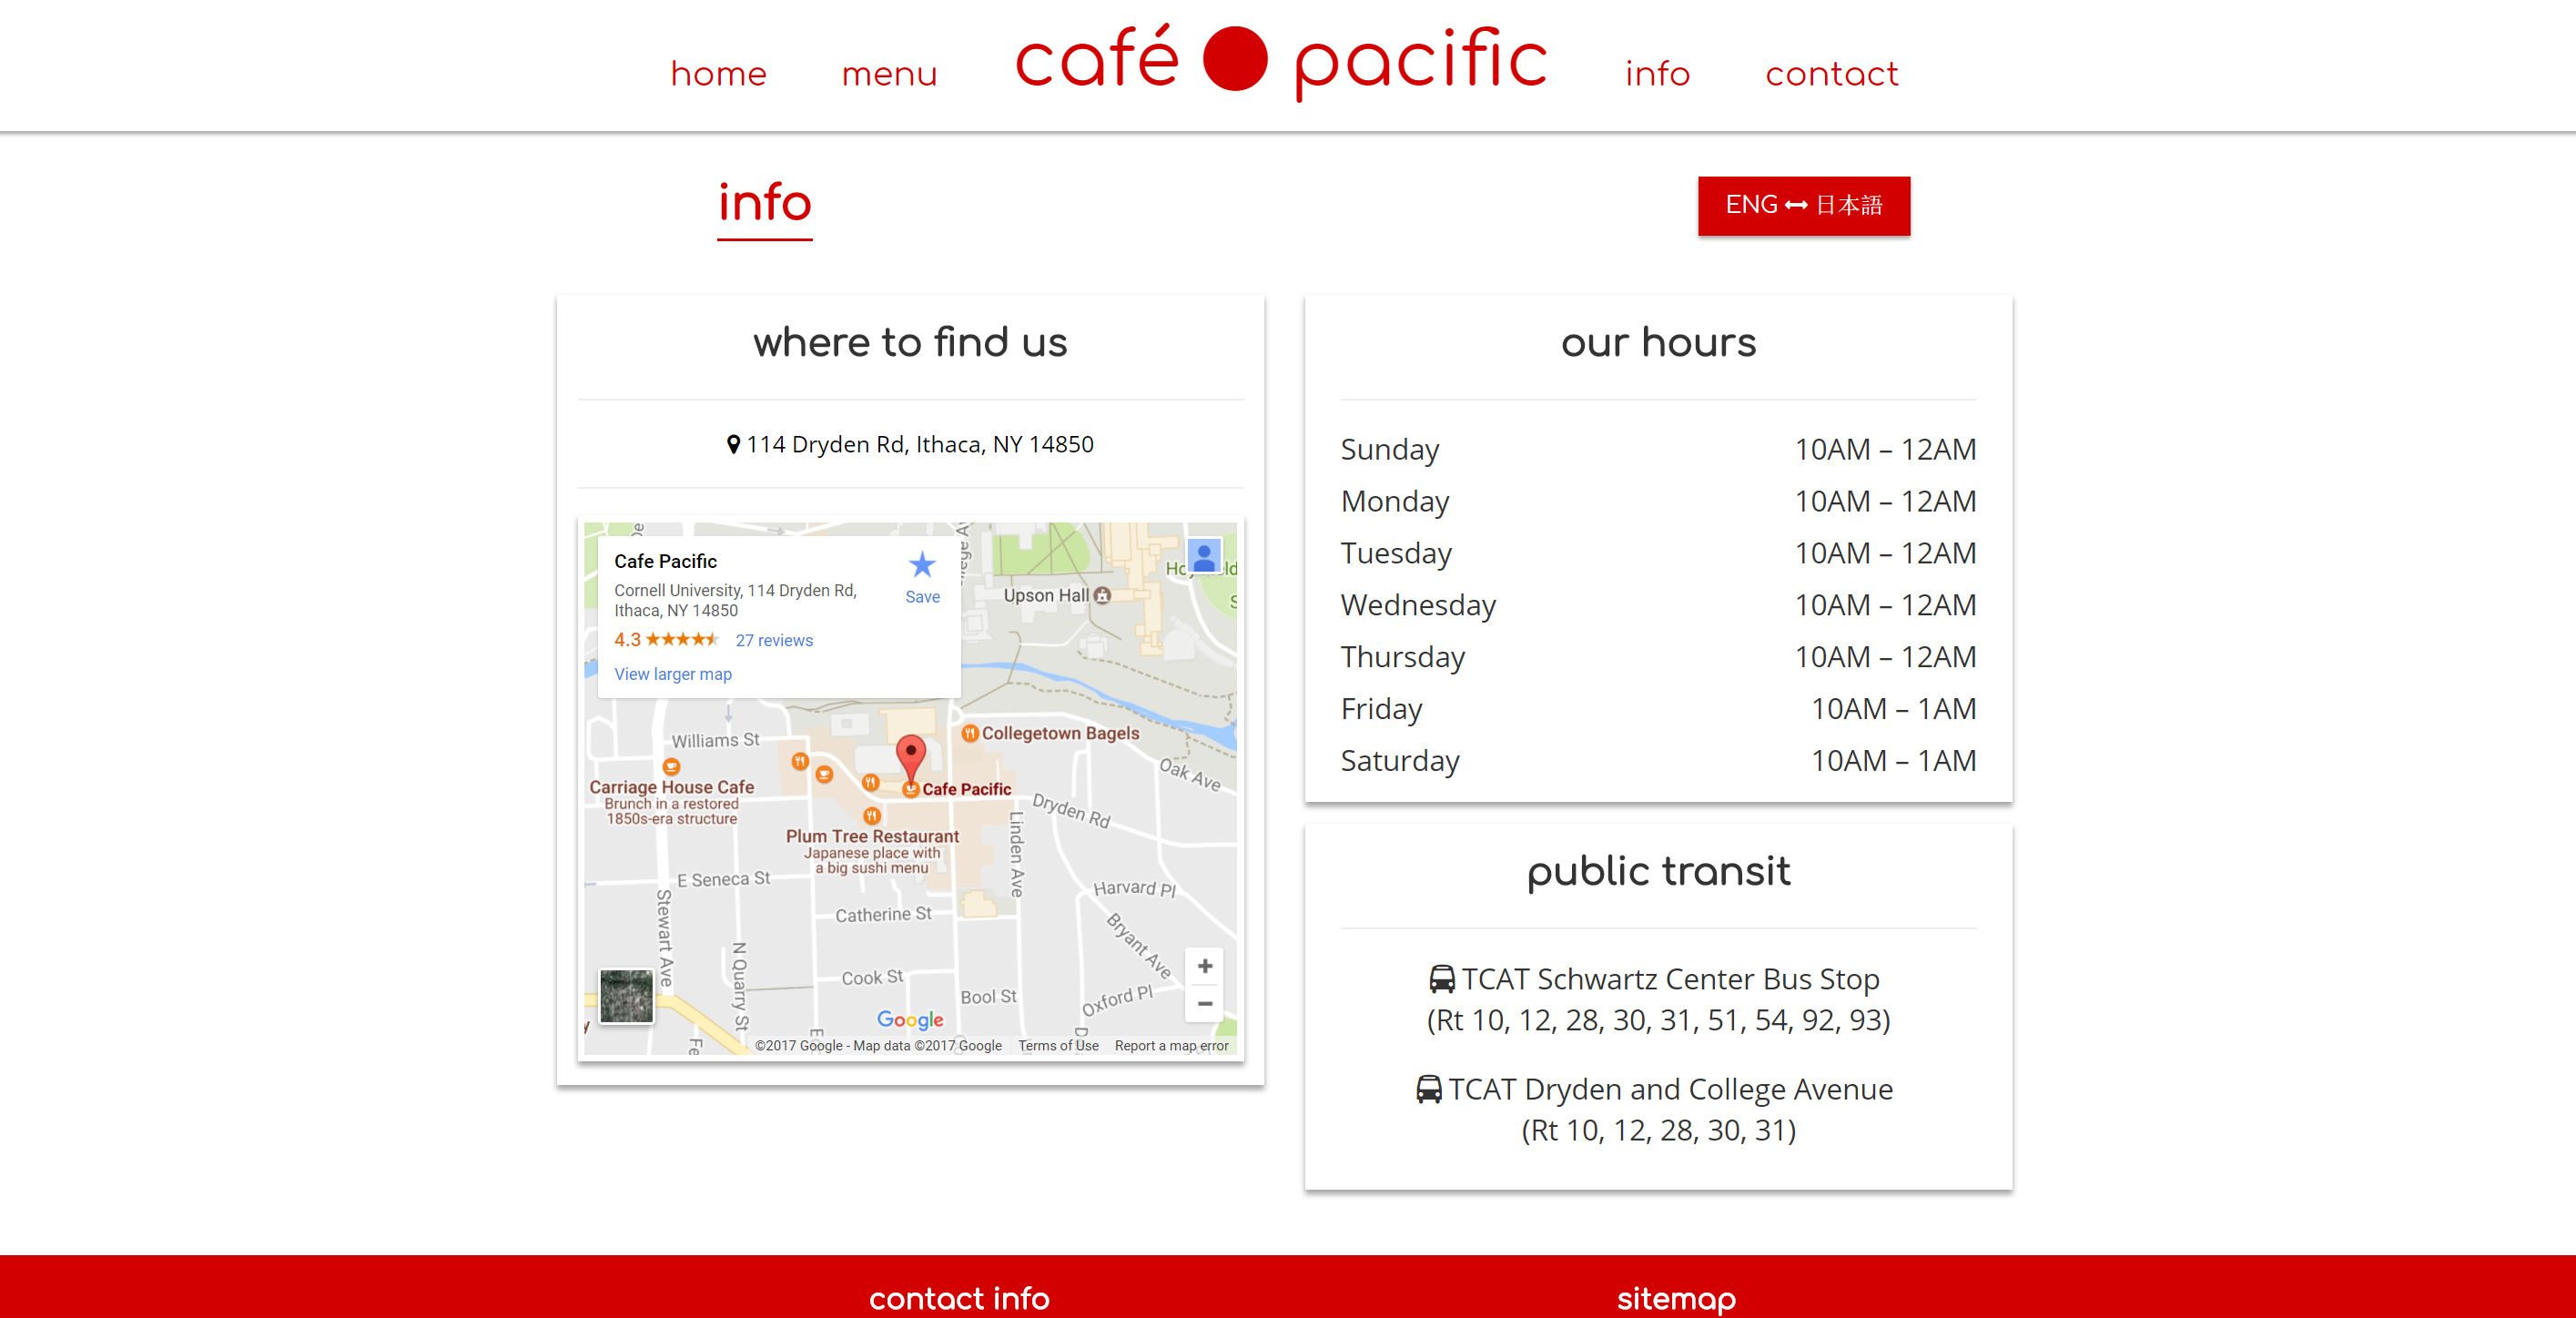 home
menu
café pacific
info
contact
info
ENG 日本語
where to find us
114 Dryden Rd, Ithaca, NY 14850
Cafe Pacific
Cornell University, 114 Dryden Rd,
Ithaca, NY 14850
4.3
27 reviews
View larger map
Save
Upson Hall
Williams St
Collegetown Bagels
Carriage House Cafe
Brunch in a restored
1850s-era structure
Cafe Pacific
Oak Ave
Dryden Rd
Plum Tree Restaurant
Japanese place with
a big sushi menu
Linden Ave
E Seneca St
Harvard Pl
Stewart Ave
Catherine St
Bryant Ave
N Quarry St
Cook St
Bool St
Oxford Pl
Google
©2017 Google - Map data ©2017 Google
Terms of Use
Report a map error
our hours
Sunday 10AM – 12AM
Monday 10AM – 12AM
Tuesday 10AM – 12AM
Wednesday 10AM – 12AM
Thursday 10AM – 12AM
Friday 10AM – 1AM
Saturday 10AM – 1AM
public transit
TCAT Schwartz Center Bus Stop
(Rt 10, 12, 28, 30, 31, 51, 54, 92, 93)
TCAT Dryden and College Avenue
(Rt 10, 12, 28, 30, 31)
contact info
sitemap